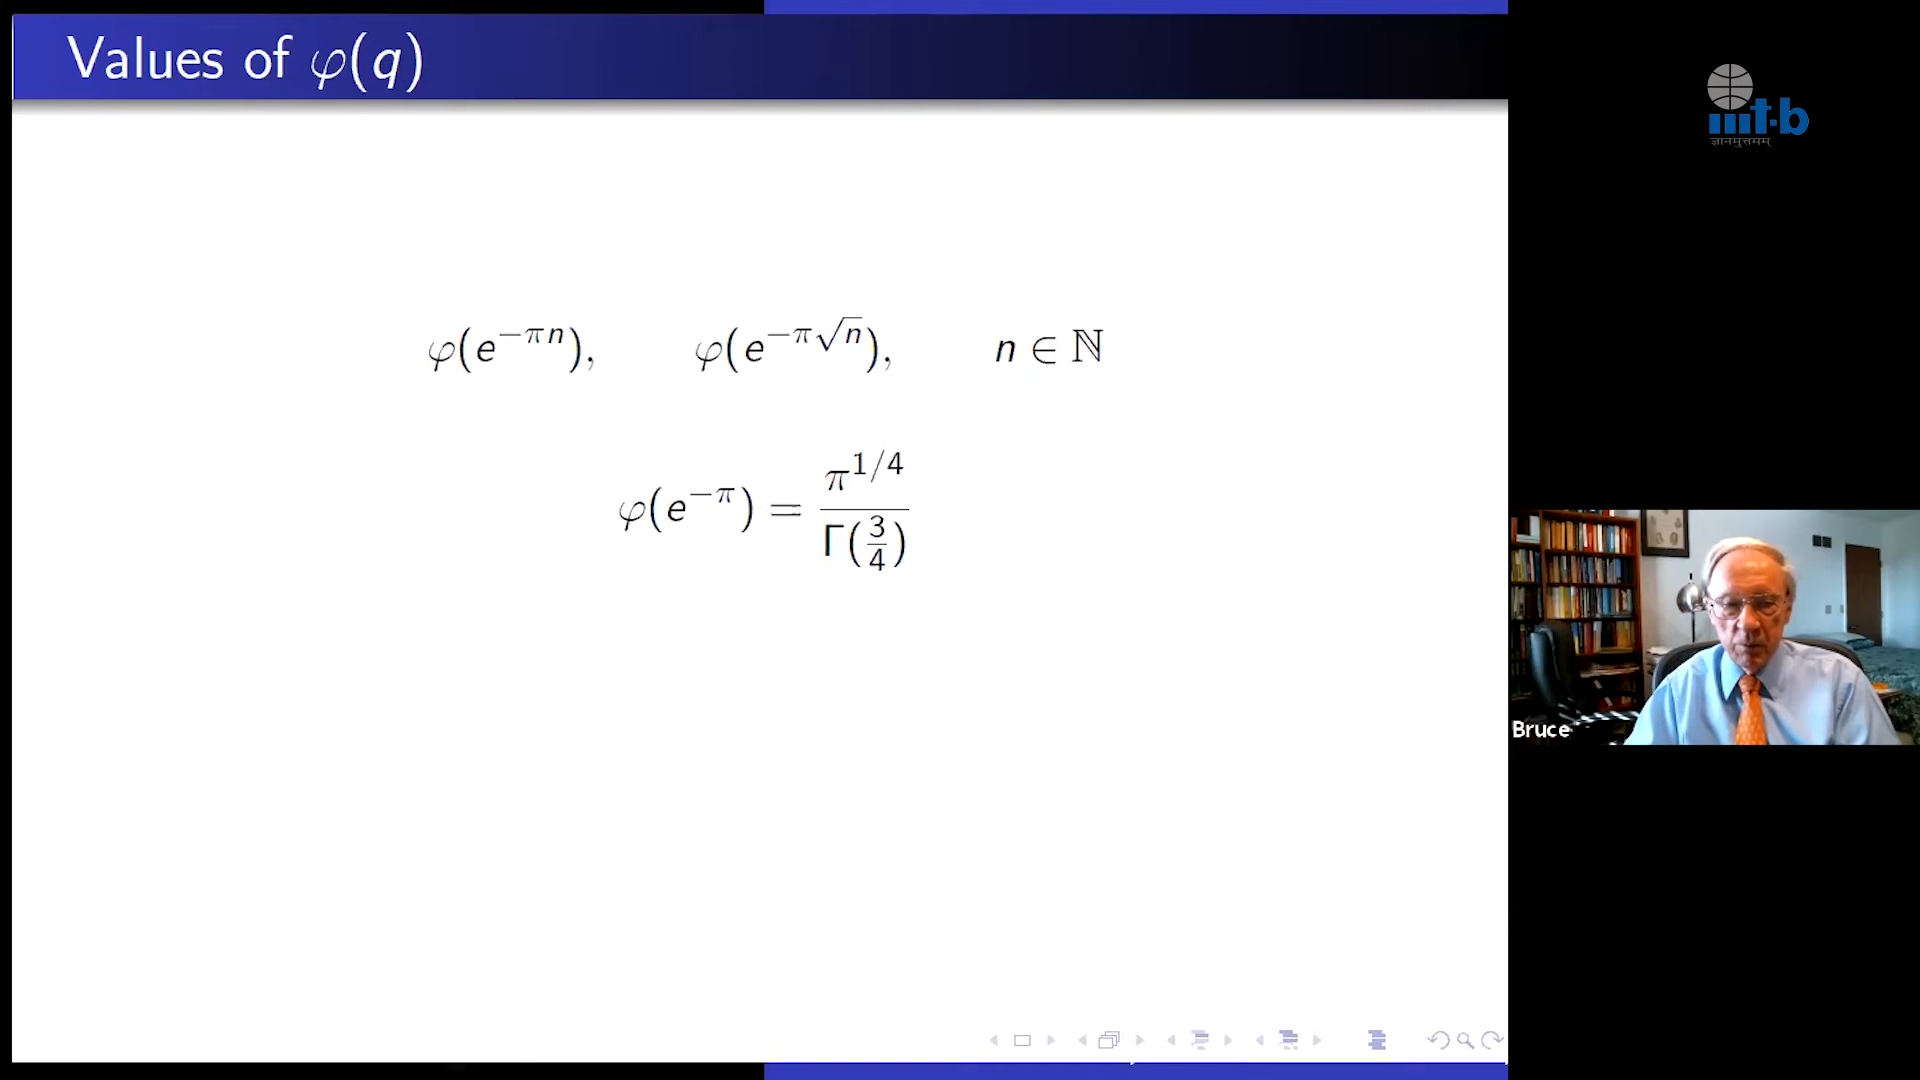 Values of φ(q)
φ(e^{−πn}), φ(e^{−π√n}), n ∈ ℕ
φ(e^{−π}) = π^{1/4} / Γ(3/4)
iiit-b
ज्ञानमुत्तमम्
Bruce